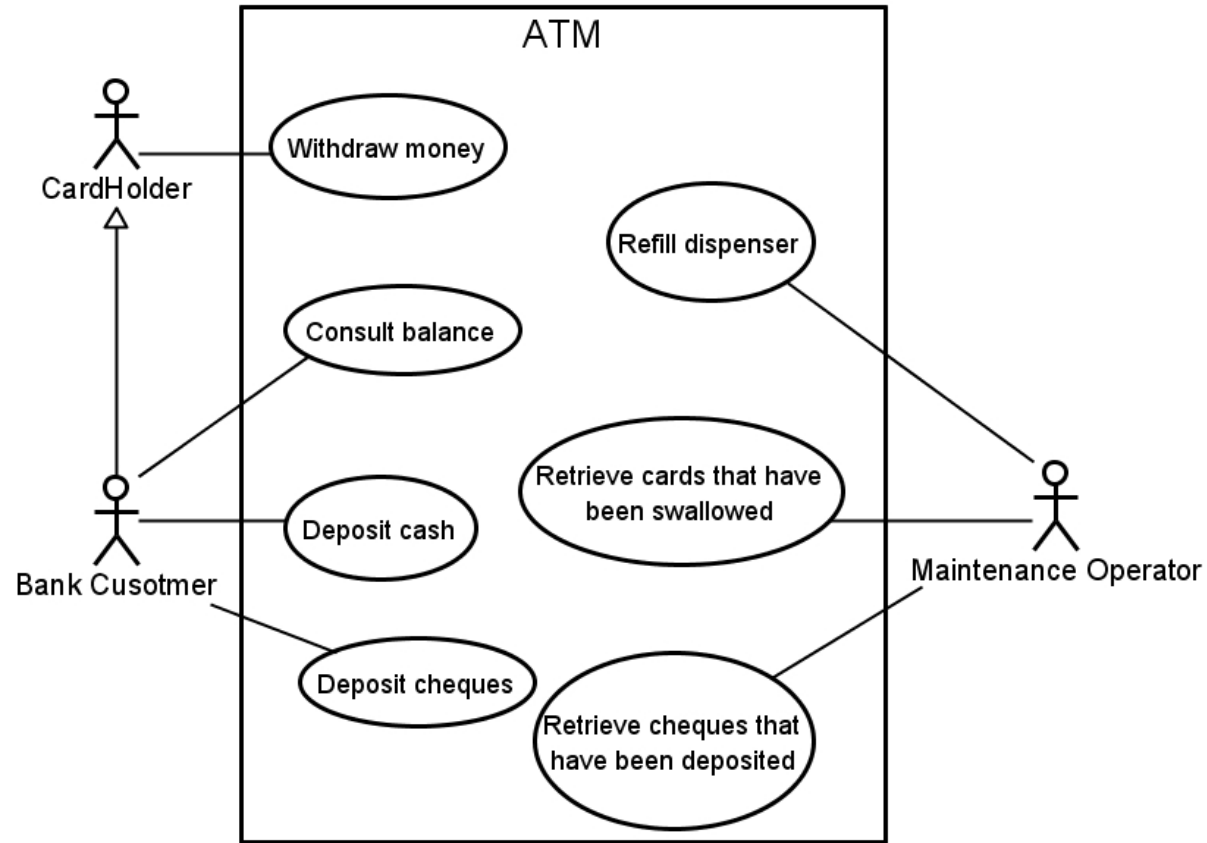 ATM
CardHolder
Withdraw money
Refill dispenser
Consult balance
Retrieve cards that have
been swallowed
Deposit cash
Bank Cusotmer
Maintenance Operator
Deposit cheques
Retrieve cheques that
have been deposited